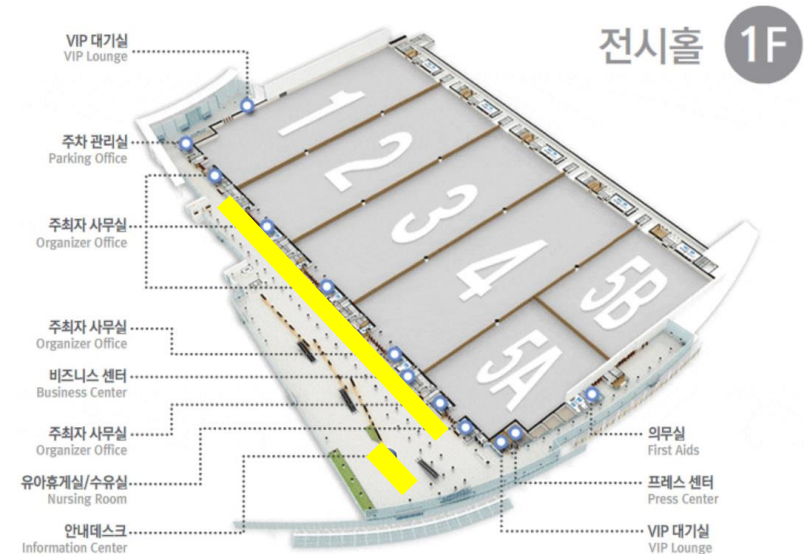 전시홀 1F
VIP 대기실
VIP Lounge
주차 관리실
Parking Office
주최자 사무실
Organizer Office
주최자 사무실
Organizer Office
비즈니스 센터
Business Center
주최자 사무실
Organizer Office
유아휴게실/수유실
Nursing Room
안내데스크
Information Center
1
2
3
4
5B
5A
의무실
First Aids
프레스 센터
Press Center
VIP 대기실
VIP Lounge